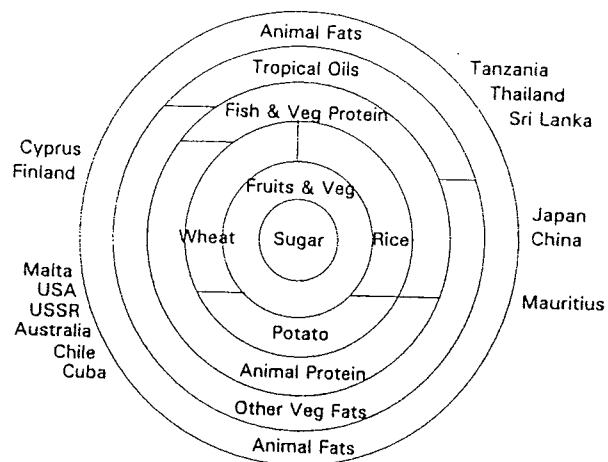 Animal Fats
Tropical Oils
Fish & Veg Protein
Fruits & Veg
Wheat
Sugar
Rice
Potato
Animal Protein
Other Veg Fats
Animal Fats
Tanzania
Thailand
Sri Lanka
Cyprus
Finland
Japan
China
Malta
USA
USSR
Australia
Chile
Cuba
Mauritius